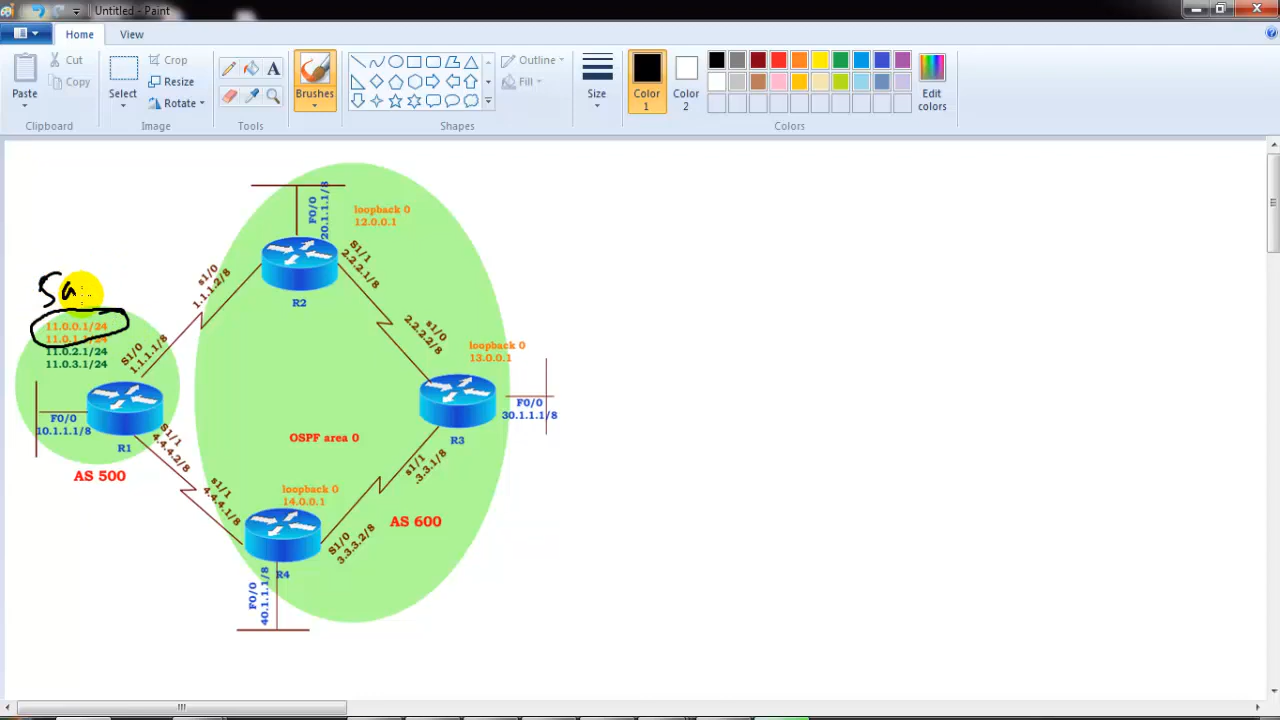 Untitled - Paint
Home
View
Paste
Cut
Copy
Clipboard
Select
Crop
Resize
Rotate
Image
Tools
Brushes
Shapes
Outline
Fill
Size
Color 1
Color 2
Edit colors
Colors
F0/0
20.1.1.1/8
loopback 0
12.0.0.1
R2
S1/1
2.2.2.1/8
s1/0
1.1.1.2/8
Sa
11.0.0.1/24
11.0.1.1/24
11.0.2.1/24
11.0.3.1/24
S1/0
1.1.1.1/8
s1/0
2.2.2.2/8
loopback 0
13.0.0.1
F0/0
30.1.1.1/8
R3
F0/0
10.1.1.1/8
R1
AS 500
S1/1
4.4.4.2/8
OSPF area 0
s1/1
.3.3.1/8
s1/1
4.4.4.1/8
loopback 0
14.0.0.1
AS 600
S1/0
3.3.3.2/8
R4
F0/0
40.1.1.1/8